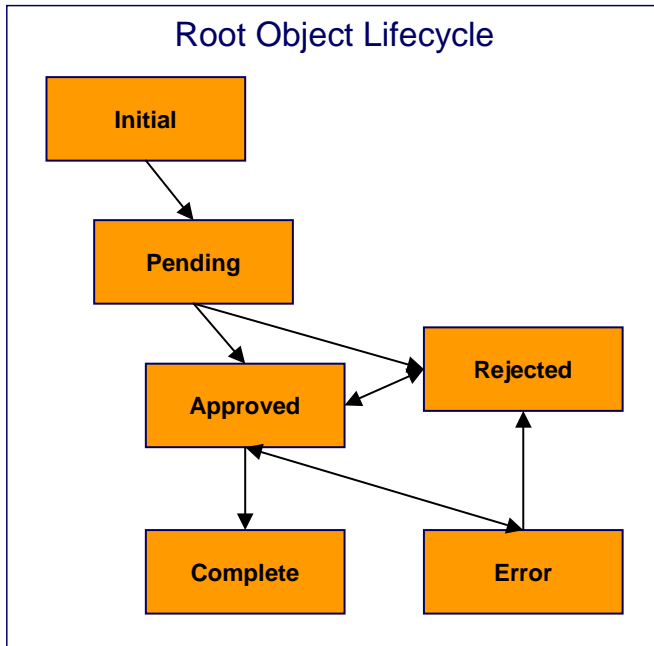 Root Object Lifecycle
Initial
Pending
Rejected
Approved
Complete
Error